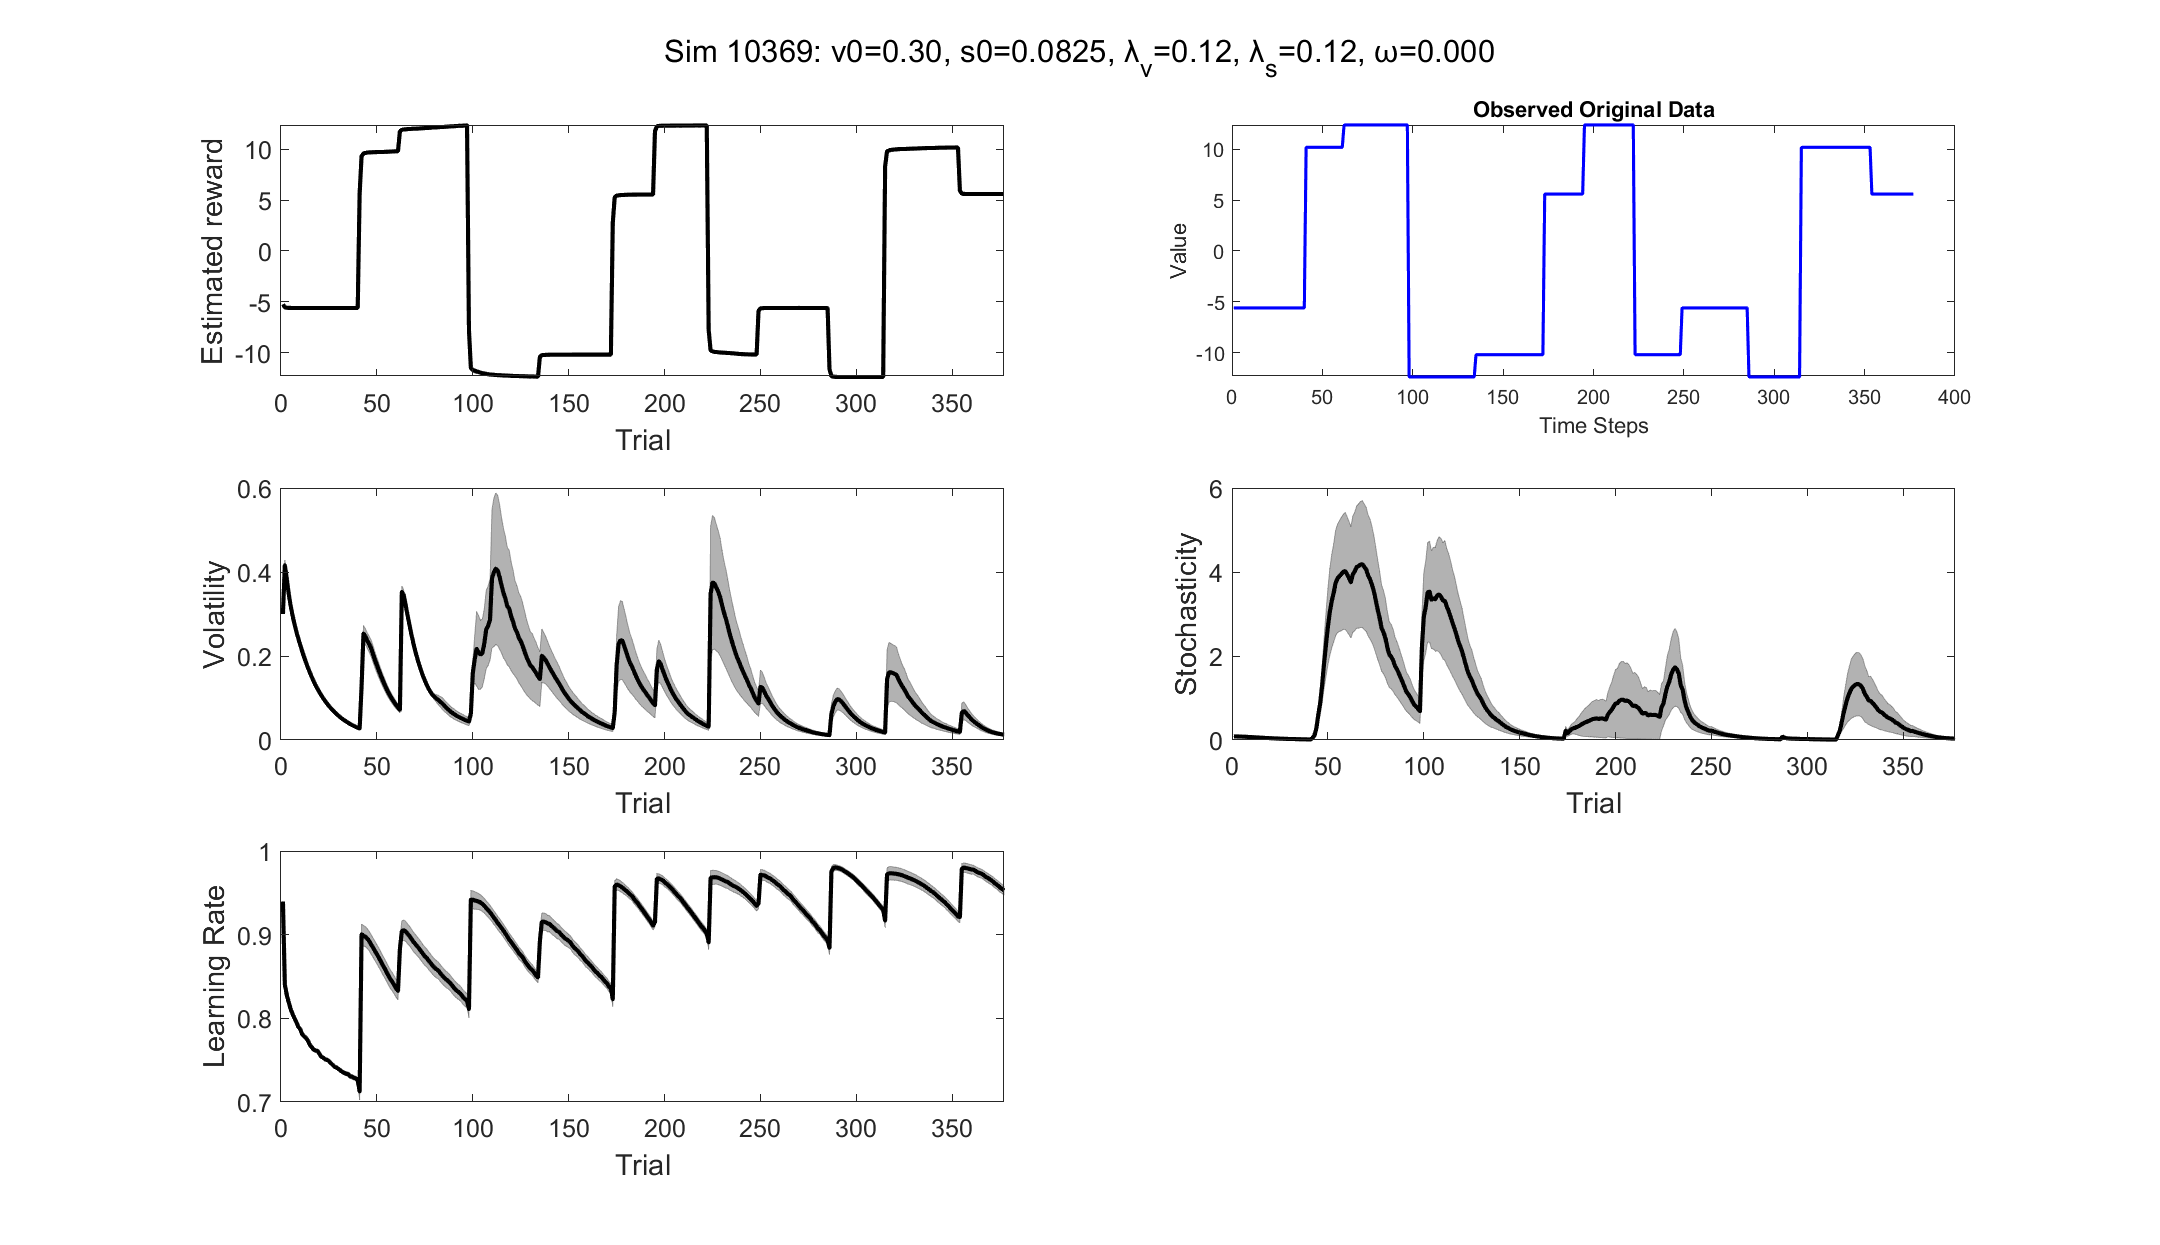 Sim 10369: v0=0.30, s0=0.0825, λv=0.12, λs=0.12, ω=0.000
Estimated reward
10
5
0
-5
-10
0 50 100 150 200 250 300 350
Trial
Observed Original Data
Value
10
5
0
-5
-10
0 50 100 150 200 250 300 350 400
Time Steps
Volatility
0.6
0.4
0.2
0
0 50 100 150 200 250 300 350
Trial
Stochasticity
6
4
2
0
0 50 100 150 200 250 300 350
Trial
Learning Rate
1
0.9
0.8
0.7
0 50 100 150 200 250 300 350
Trial